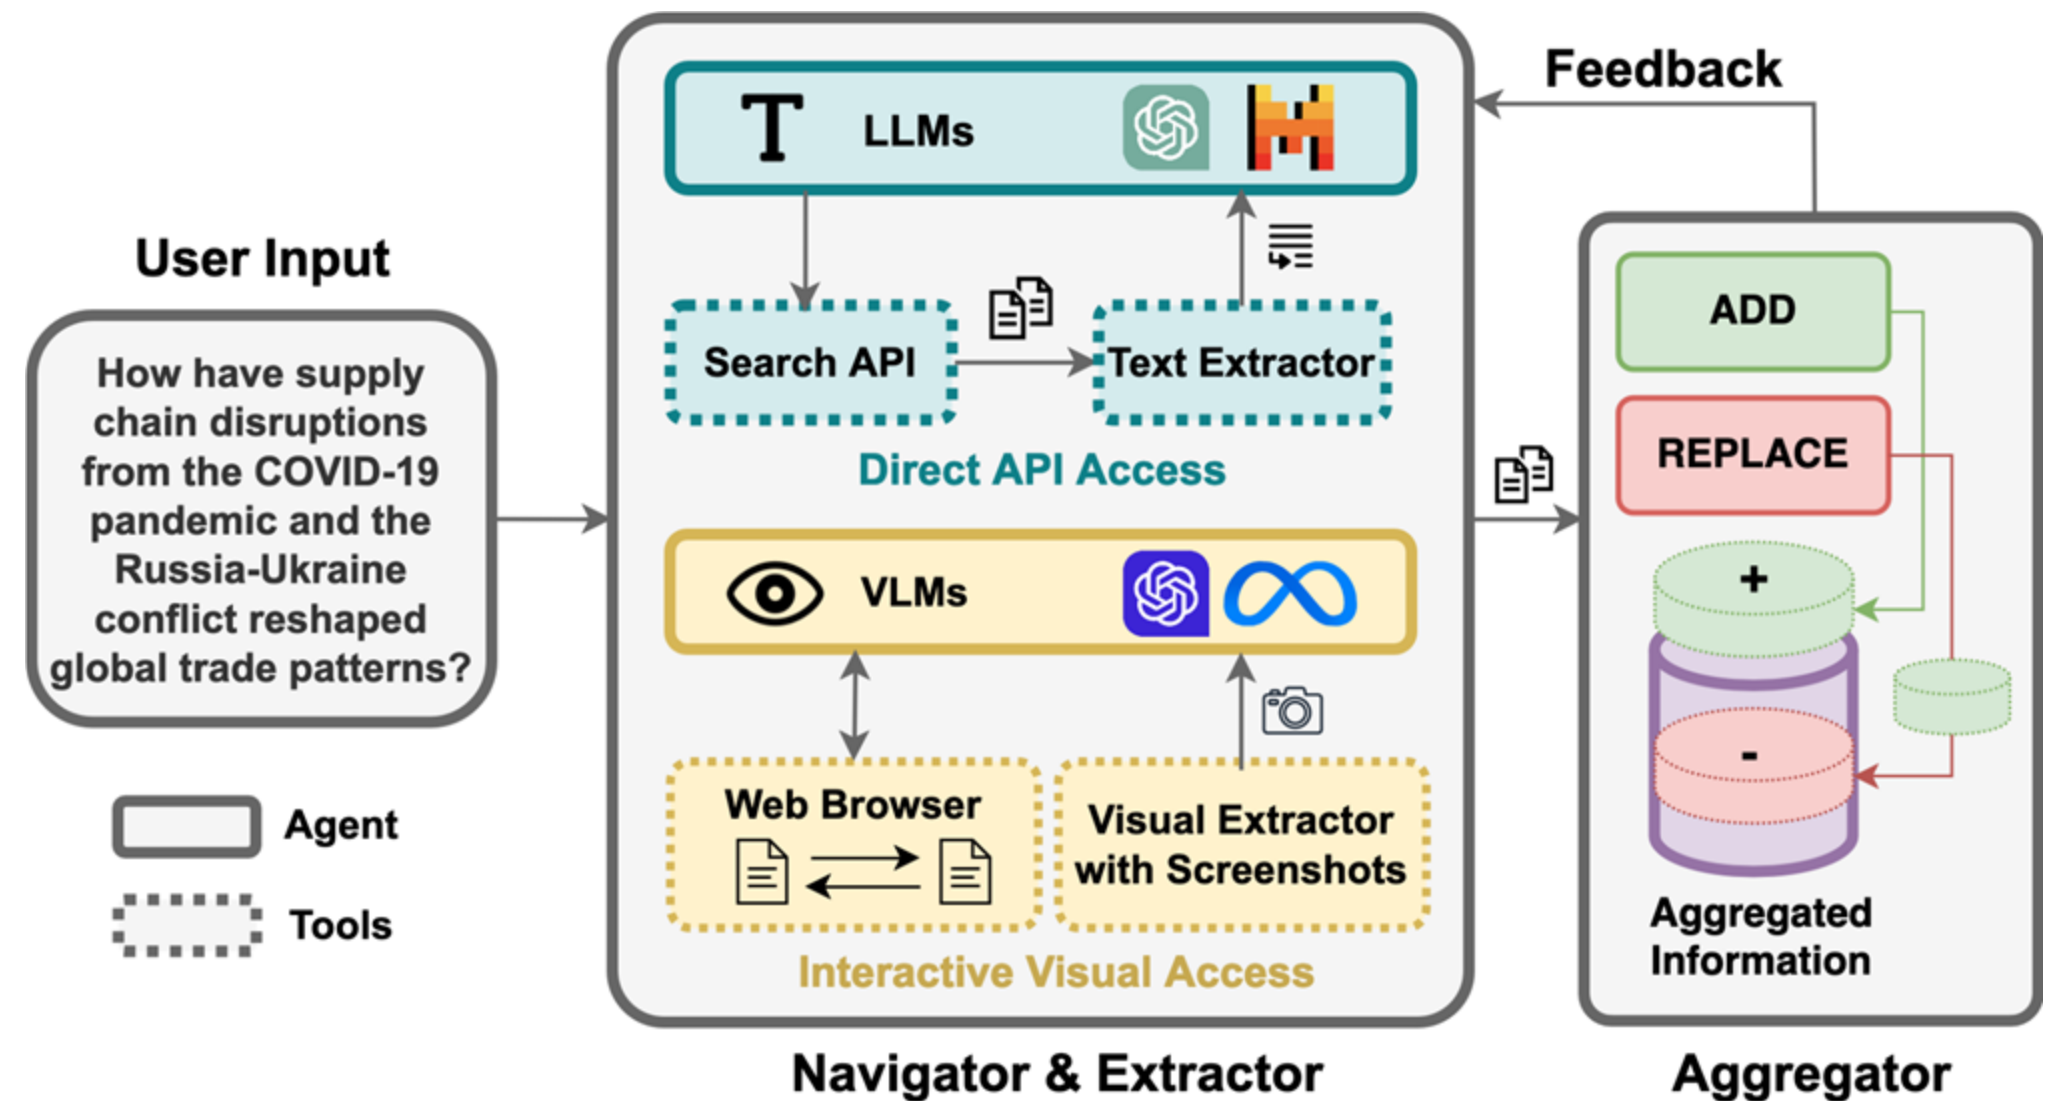 User Input
How have supply
chain disruptions
from the COVID-19
pandemic and the
Russia-Ukraine
conflict reshaped
global trade patterns?
Agent
Tools
T LLMs
Search API
Text Extractor
Direct API Access
VLMs
Web Browser
Visual Extractor
with Screenshots
Interactive Visual Access
Navigator & Extractor
Feedback
ADD
REPLACE
+
-
Aggregated
Information
Aggregator